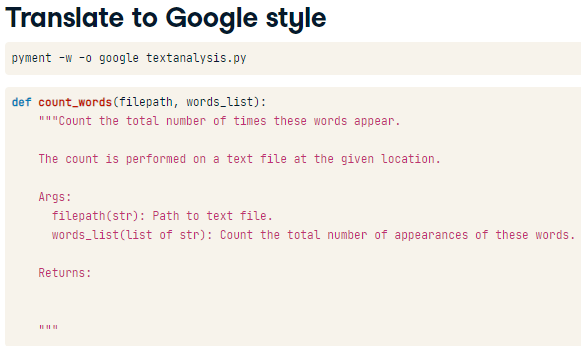 Translate to Google style
pyment -w -o google textanalysis.py
def count_words(filepath, words_list):
    """Count the total number of times these words appear.
    The count is performed on a text file at the given location.
    Args:
      filepath(str): Path to text file.
      words_list(list of str): Count the total number of appearances of these words.
    Returns:
    """